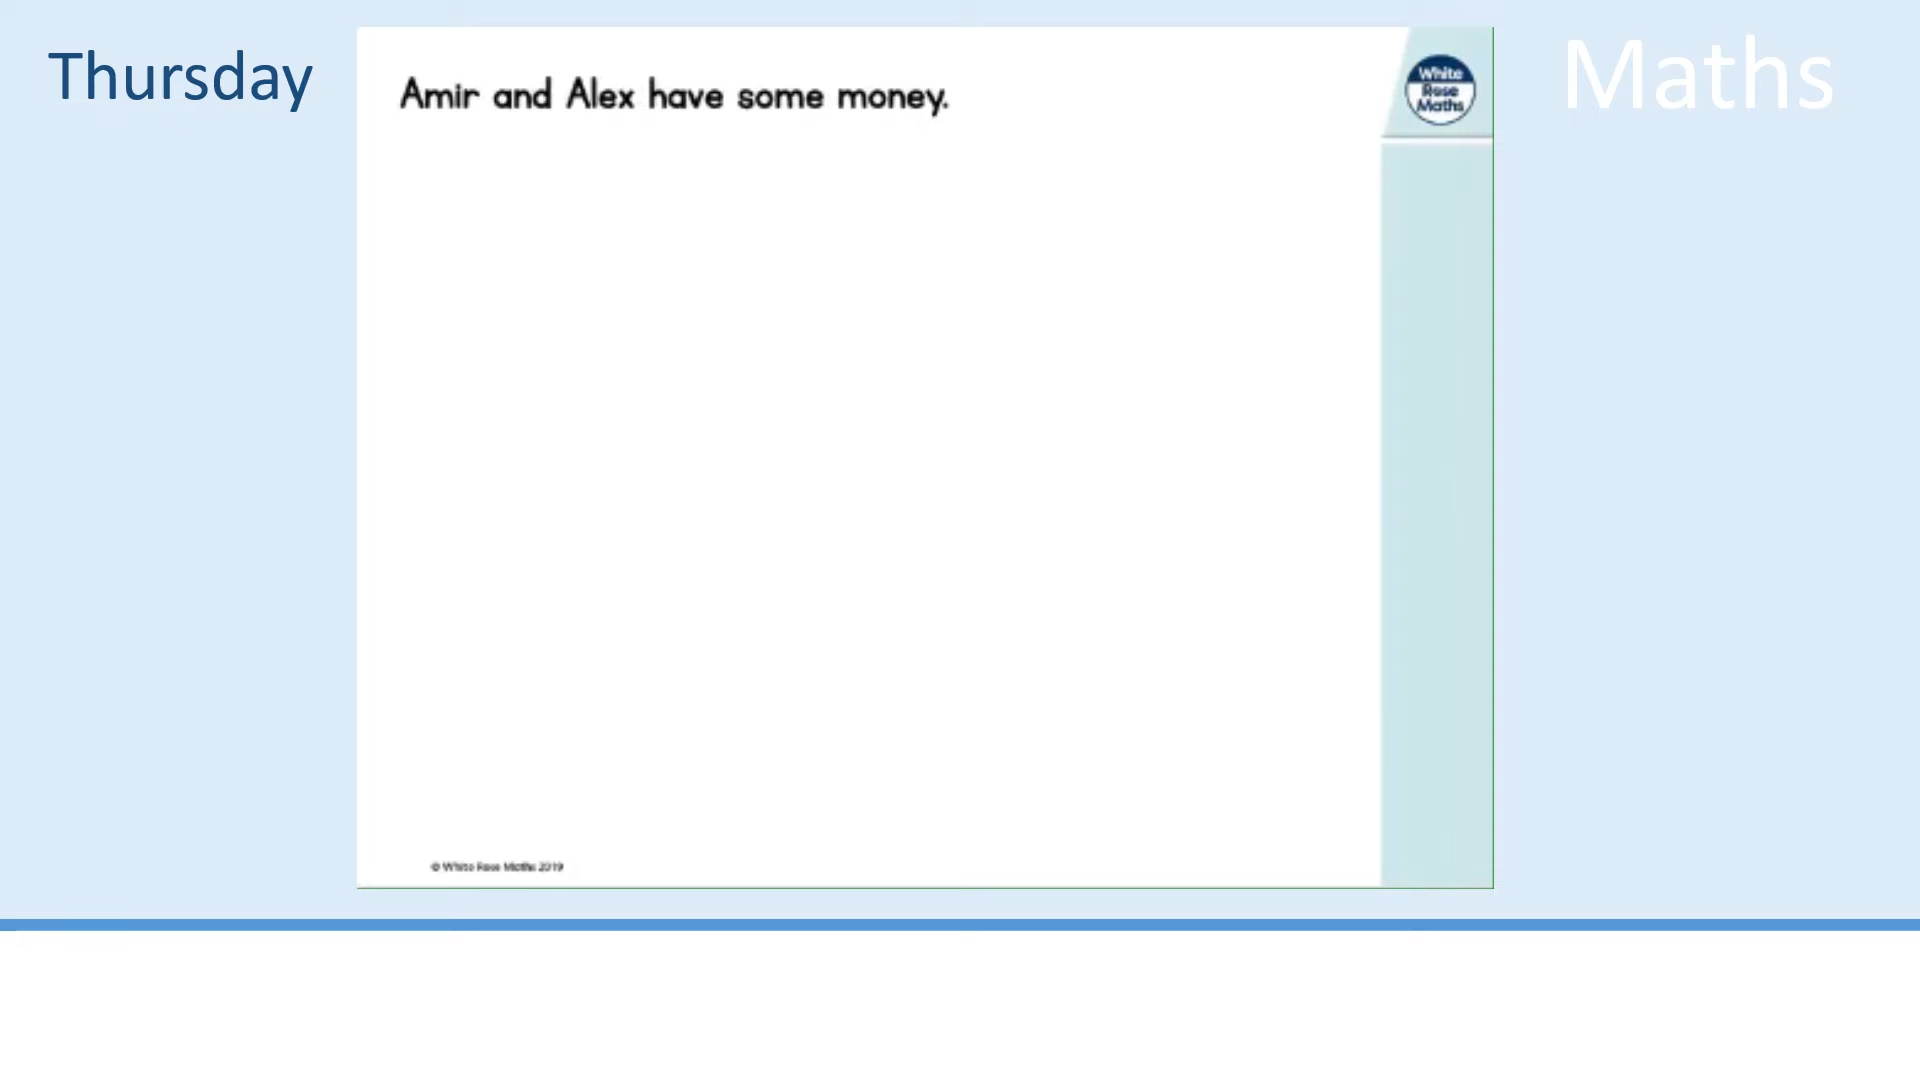 Thursday
Maths
Amir and Alex have some money.
White
Rose
Maths
© White Rose Maths 2019